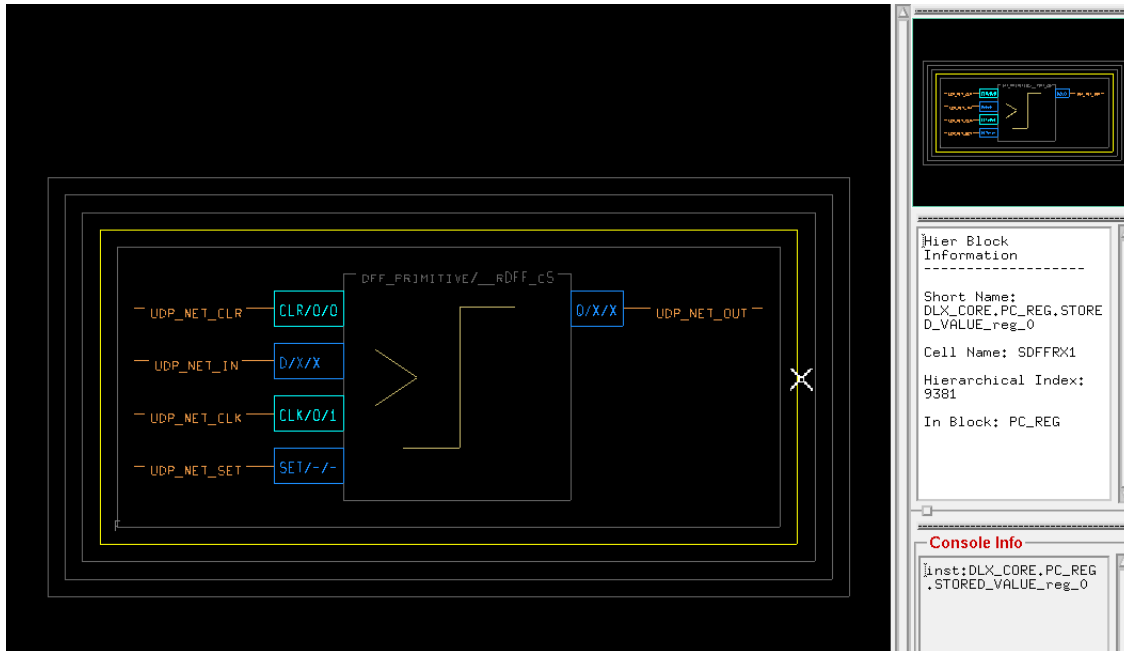 DFF_PRIMITIVE/__rDFF_cS
UDP_NET_CLR
CLR/0/0
Q/X/X
UDP_NET_OUT
UDP_NET_IN
D/X/X
UDP_NET_CLK
CLK/0/1
UDP_NET_SET
SET/-/-
Hier Block
Information
--------------------
Short Name:
DLX_CORE.PC_REG.STORE
D_VALUE_reg_0
Cell Name: SDFFRX1
Hierarchical Index:
9381
In Block: PC_REG
Console Info
inst:DLX_CORE.PC_REG
.STORED_VALUE_reg_0